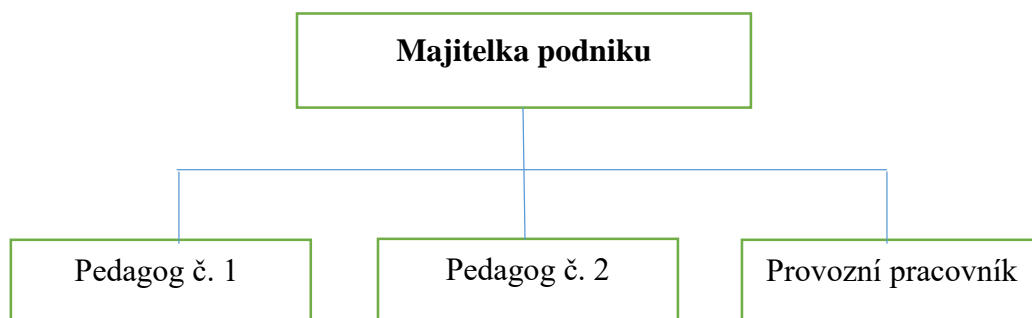 Majitelka podniku
Pedagog č. 1
Pedagog č. 2
Provozní pracovník